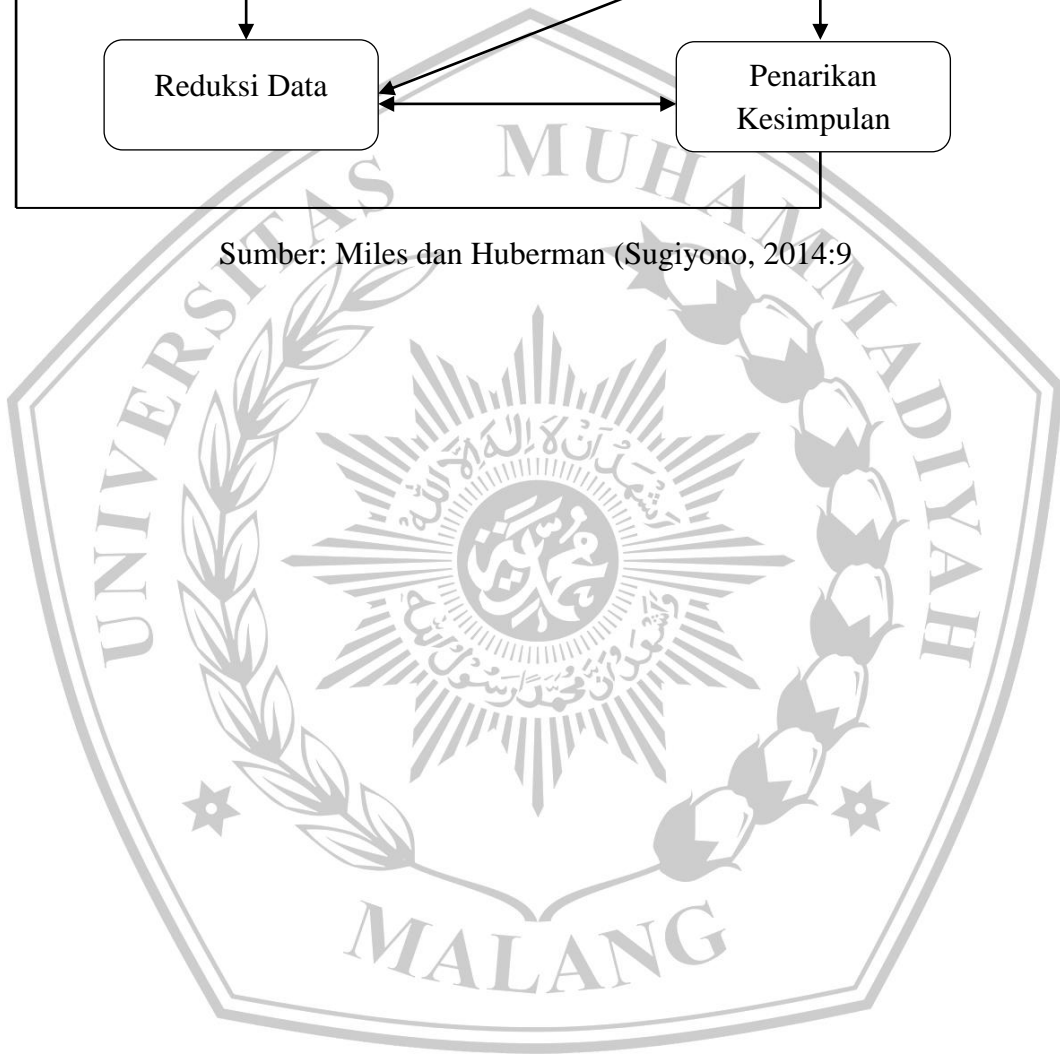 Reduksi Data
Penarikan
Kesimpulan
Sumber: Miles dan Huberman (Sugiyono, 2014:9
UNIVERSITAS MUHAMMADIYAH
MALANG